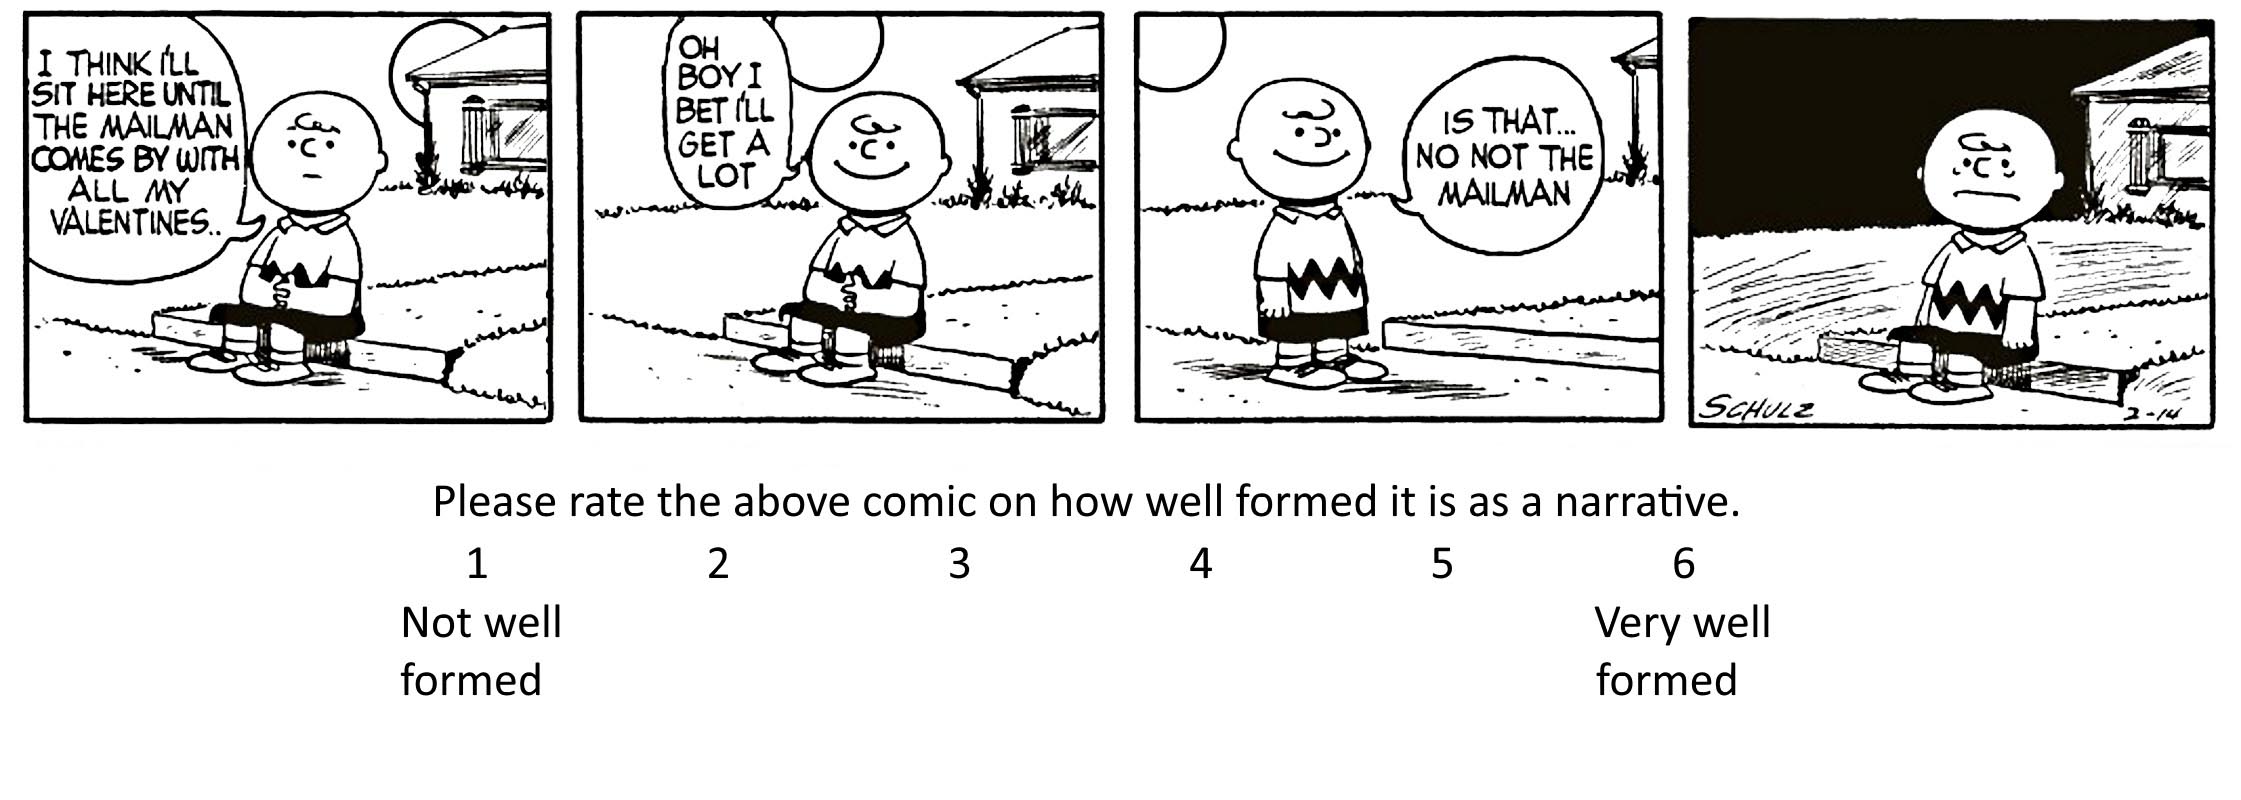 I THINK I'LL
SIT HERE UNTIL
THE MAILMAN
COMES BY WITH
ALL MY
VALENTINES..
OH
BOY I
BET I'LL
GET A
LOT
IS THAT...
NO NOT THE
MAILMAN
SCHULZ
2-14
Please rate the above comic on how well formed it is as a narrative.
1 2 3 4 5 6
Not well
formed
Very well
formed